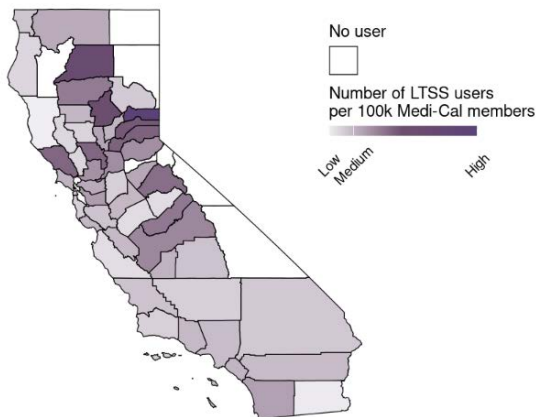 No user
Number of LTSS users
per 100k Medi-Cal members
Low
Medium
High